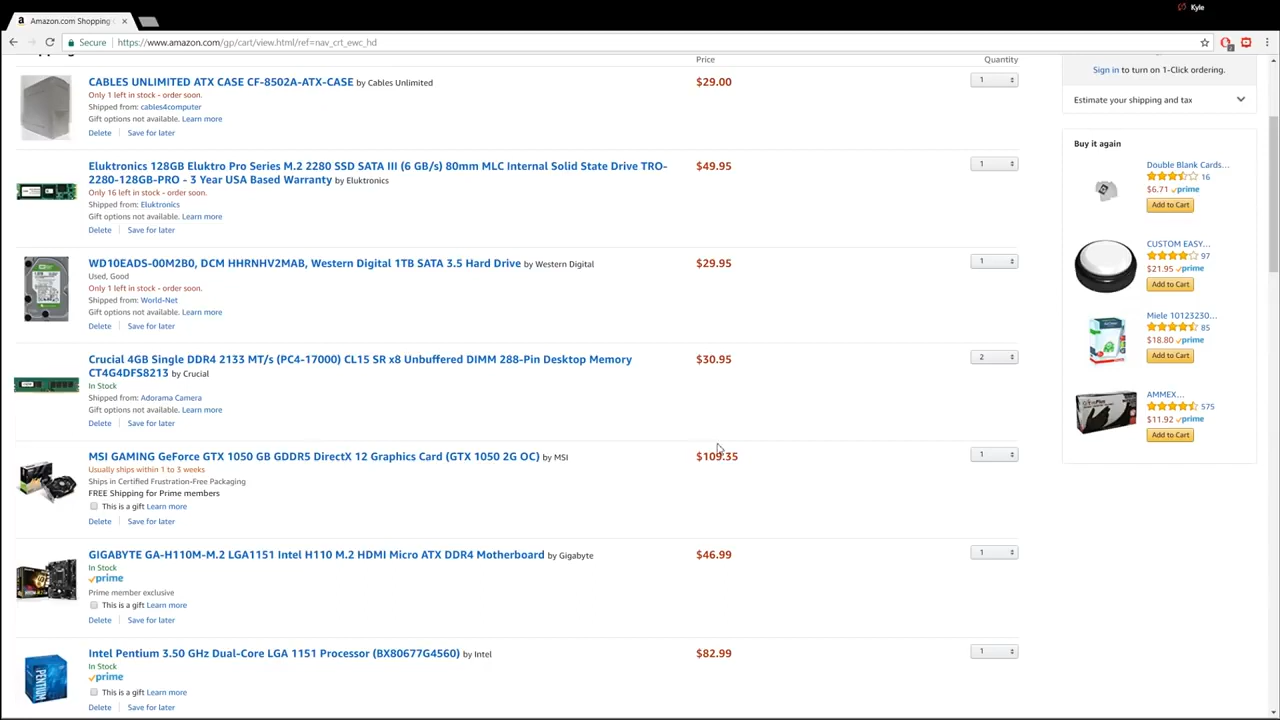 Kyle
Amazon.com Shopping
Secure https://www.amazon.com/gp/cart/view.html/ref=nav_crt_ewc_hd
Price Quantity
CABLES UNLIMITED ATX CASE CF-8502A-ATX-CASE by Cables Unlimited $29.00 1
Only 1 left in stock - order soon.
Shipped from: cables4computer
Gift options not available. Learn more
Delete Save for later
Eluktronics 128GB Eluktro Pro Series M.2 2280 SSD SATA III (6 GB/s) 80mm MLC Internal Solid State Drive TRO- $49.95 1
2280-128GB-PRO - 3 Year USA Based Warranty by Eluktronics
Only 16 left in stock - order soon.
Shipped from: Eluktronics
Gift options not available. Learn more
Delete Save for later
WD10EADS-00M2B0, DCM HHRNHV2MAB, Western Digital 1TB SATA 3.5 Hard Drive by Western Digital $29.95 1
Used, Good
Only 1 left in stock - order soon.
Shipped from: World-Net
Gift options not available. Learn more
Delete Save for later
Crucial 4GB Single DDR4 2133 MT/s (PC4-17000) CL15 SR x8 Unbuffered DIMM 288-Pin Desktop Memory $30.95 2
CT4G4DFS8213 by Crucial
In Stock
Shipped from: Adorama Camera
Gift options not available. Learn more
Delete Save for later
MSI GAMING GeForce GTX 1050 GB GDDR5 DirectX 12 Graphics Card (GTX 1050 2G OC) by MSI $109.35 1
Usually ships within 1 to 3 weeks
Ships in Certified Frustration-Free Packaging
FREE Shipping for Prime members
This is a gift Learn more
Delete Save for later
GIGABYTE GA-H110M-M.2 LGA1151 Intel H110 M.2 HDMI Micro ATX DDR4 Motherboard by Gigabyte $46.99 1
In Stock
prime
Prime member exclusive
This is a gift Learn more
Delete Save for later
Intel Pentium 3.50 GHz Dual-Core LGA 1151 Processor (BX80677G4560) by Intel $82.99 1
In Stock
prime
This is a gift Learn more
Delete Save for later
Sign in to turn on 1-Click ordering.
Estimate your shipping and tax
Buy it again
Double Blank Cards...
16
$6.71 prime
Add to Cart
CUSTOM EASY...
97
$21.95 prime
Add to Cart
Miele 10123230...
85
$18.80 prime
Add to Cart
AMMEX...
575
$11.92 prime
Add to Cart